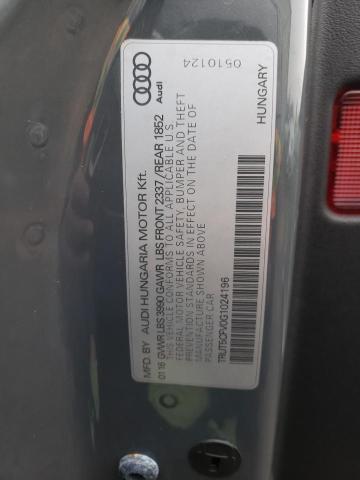 Audi
0510124
MFD. BY AUDI HUNGARIA MOTOR Kft.
01 16 GVWR LBS 3990 GAWR LBS FRONT 2337/REAR 1852
THIS VEHICLE CONFORMS TO ALL APPLICABLE U.S.
FEDERAL MOTOR VEHICLE SAFETY, BUMPER AND THEFT
PREVENTION STANDARDS IN EFFECT ON THE DATE OF
MANUFACTURE SHOWN ABOVE
PASSENGER CAR
TRUT5CFV0G1024196
HUNGARY